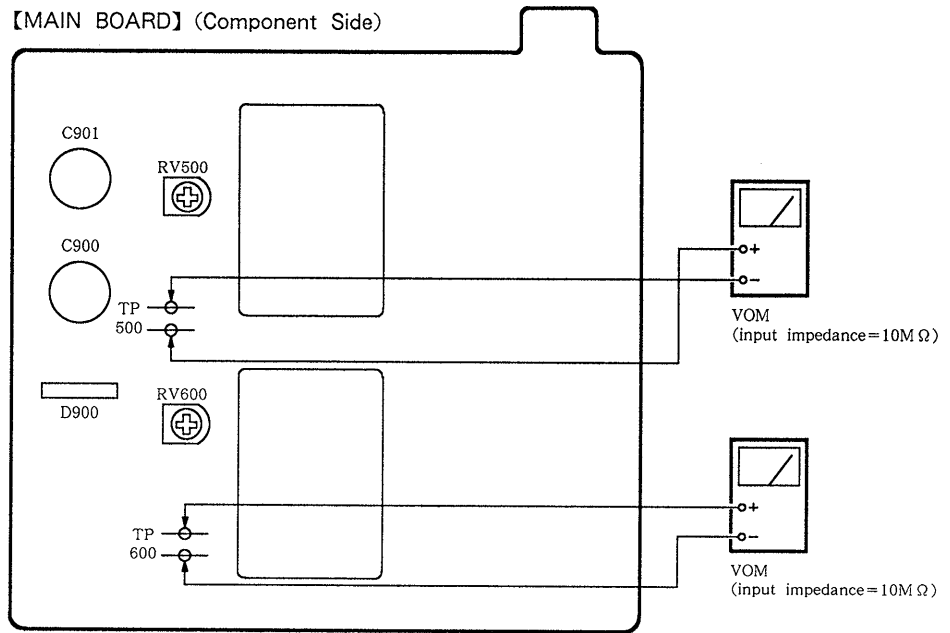 【MAIN BOARD】 (Component Side)
C901
RV500
C900
TP
500
+
−
VOM
(input impedance=10MΩ)
D900
RV600
TP
600
+
−
VOM
(input impedance=10MΩ)